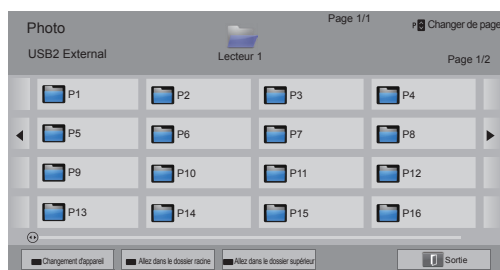 Photo
Page 1/1
P Changer de page
USB2 External
Lecteur 1
Page 1/2
P1
P2
P3
P4
P5
P6
P7
P8
P9
P10
P11
P12
P13
P14
P15
P16
Changement d'appareil
Allez dans le dossier racine
Allez dans le dossier supérieur
Sortie